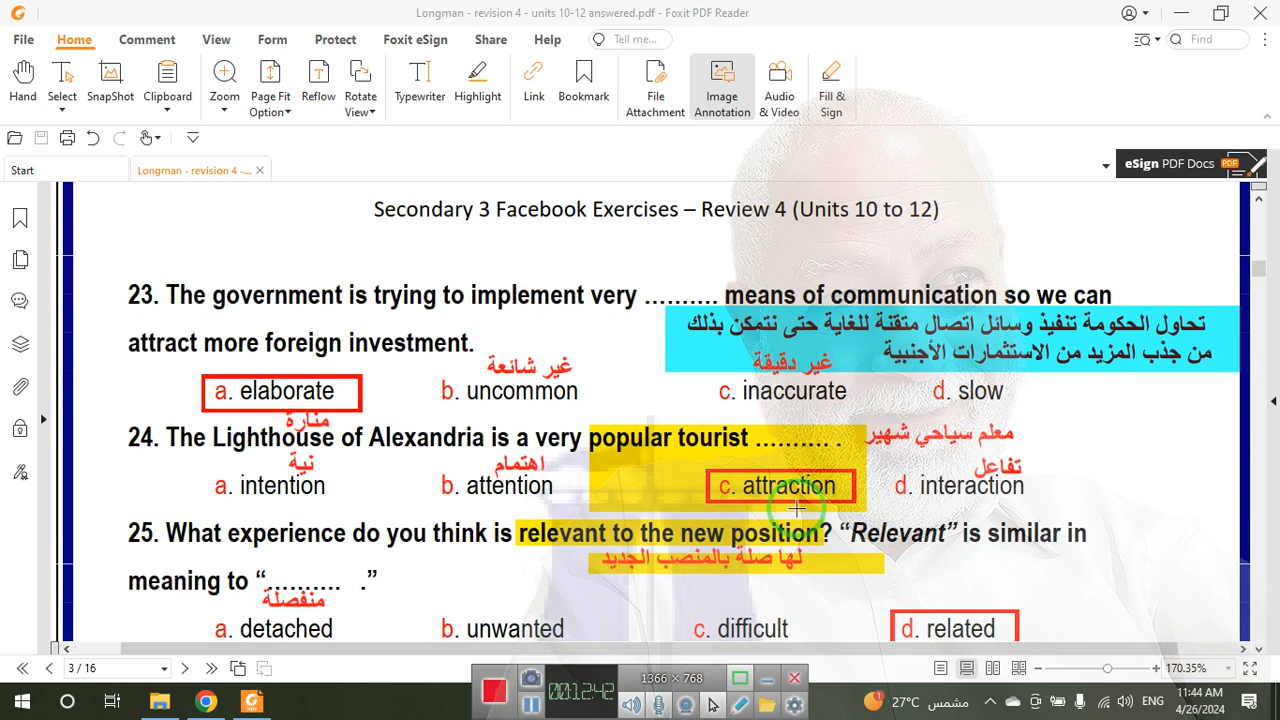 Longman - revision 4 - units 10-12 answered.pdf - Foxit PDF Reader
File Home Comment View Form Protect Foxit eSign Share Help Tell me... Find
Hand Select SnapShot Clipboard Zoom Page Fit Option Reflow Rotate View Typewriter Highlight Link Bookmark File Attachment Image Annotation Audio & Video Fill & Sign
Start Longman - revision 4 -... eSign PDF Docs PDF
Secondary 3 Facebook Exercises – Review 4 (Units 10 to 12)
23. The government is trying to implement very ………. means of communication so we can
تحاول الحكومة تنفيذ وسائل اتصال متقنة للغاية حتى نتمكن بذلك
attract more foreign investment.
من جذب المزيد من الاستثمارات الأجنبية
غير شائعة غير دقيقة
a. elaborate b. uncommon c. inaccurate d. slow
منارة
24. The Lighthouse of Alexandria is a very popular tourist ………. .
معلم سياحي شهير
نية اهتمام تفاعل
a. intention b. attention c. attraction d. interaction
25. What experience do you think is relevant to the new position? “Relevant” is similar in
لها صلة بالمنصب الجديد
meaning to “………. .”
منفصلة
a. detached b. unwanted c. difficult d. related
3 / 16 170.35%
1366 × 768
00:12:42
27°C مشمس ENG 11:44 AM
4/26/2024